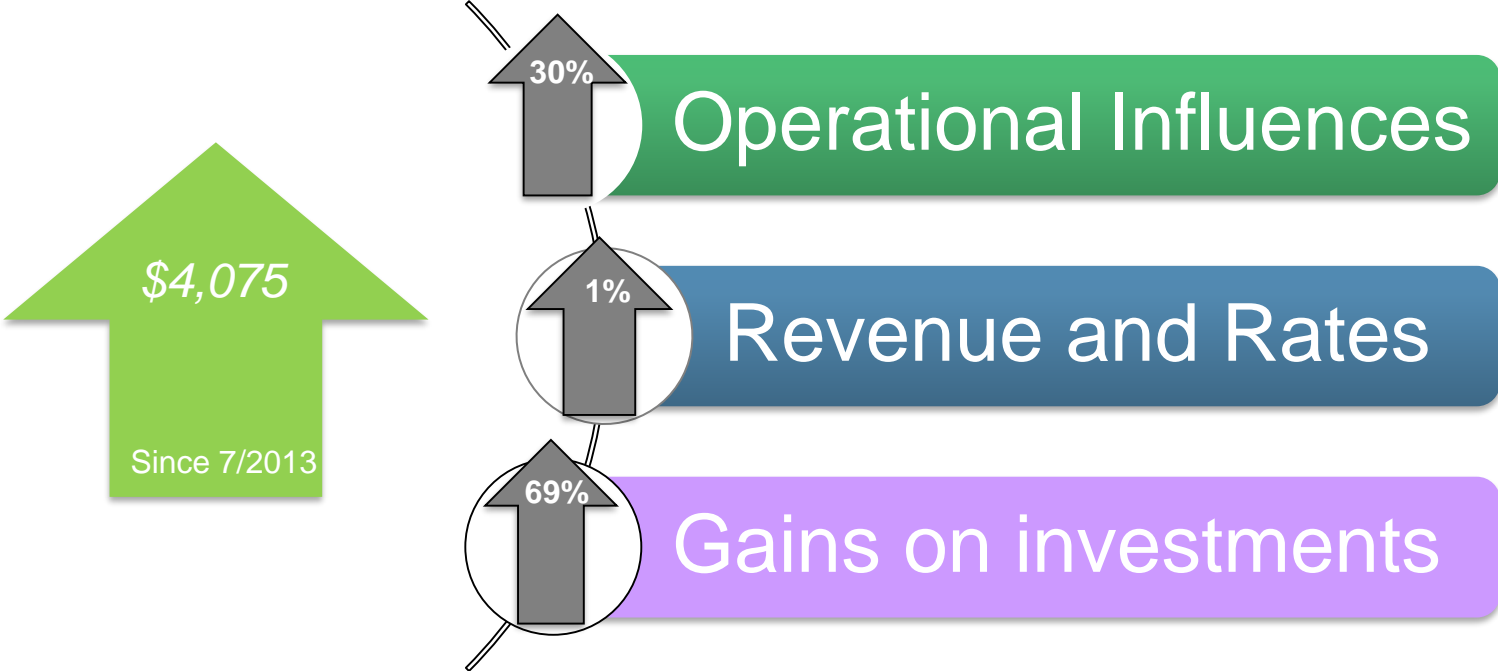 $4,075
Since 7/2013
30%
Operational Influences
1%
Revenue and Rates
69%
Gains on investments